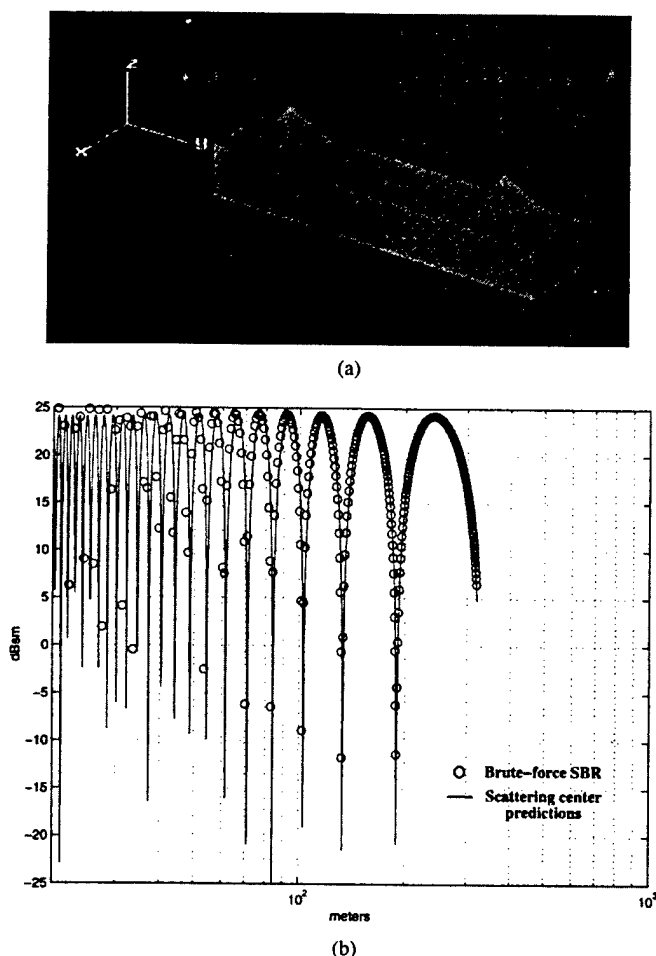 Z
X
y
(a)
25
20
15
10
5
0
-5
-10
-15
-20
-25
dBsm
Brute-force SBR
Scattering center
predictions
10²
10³
meters
(b)